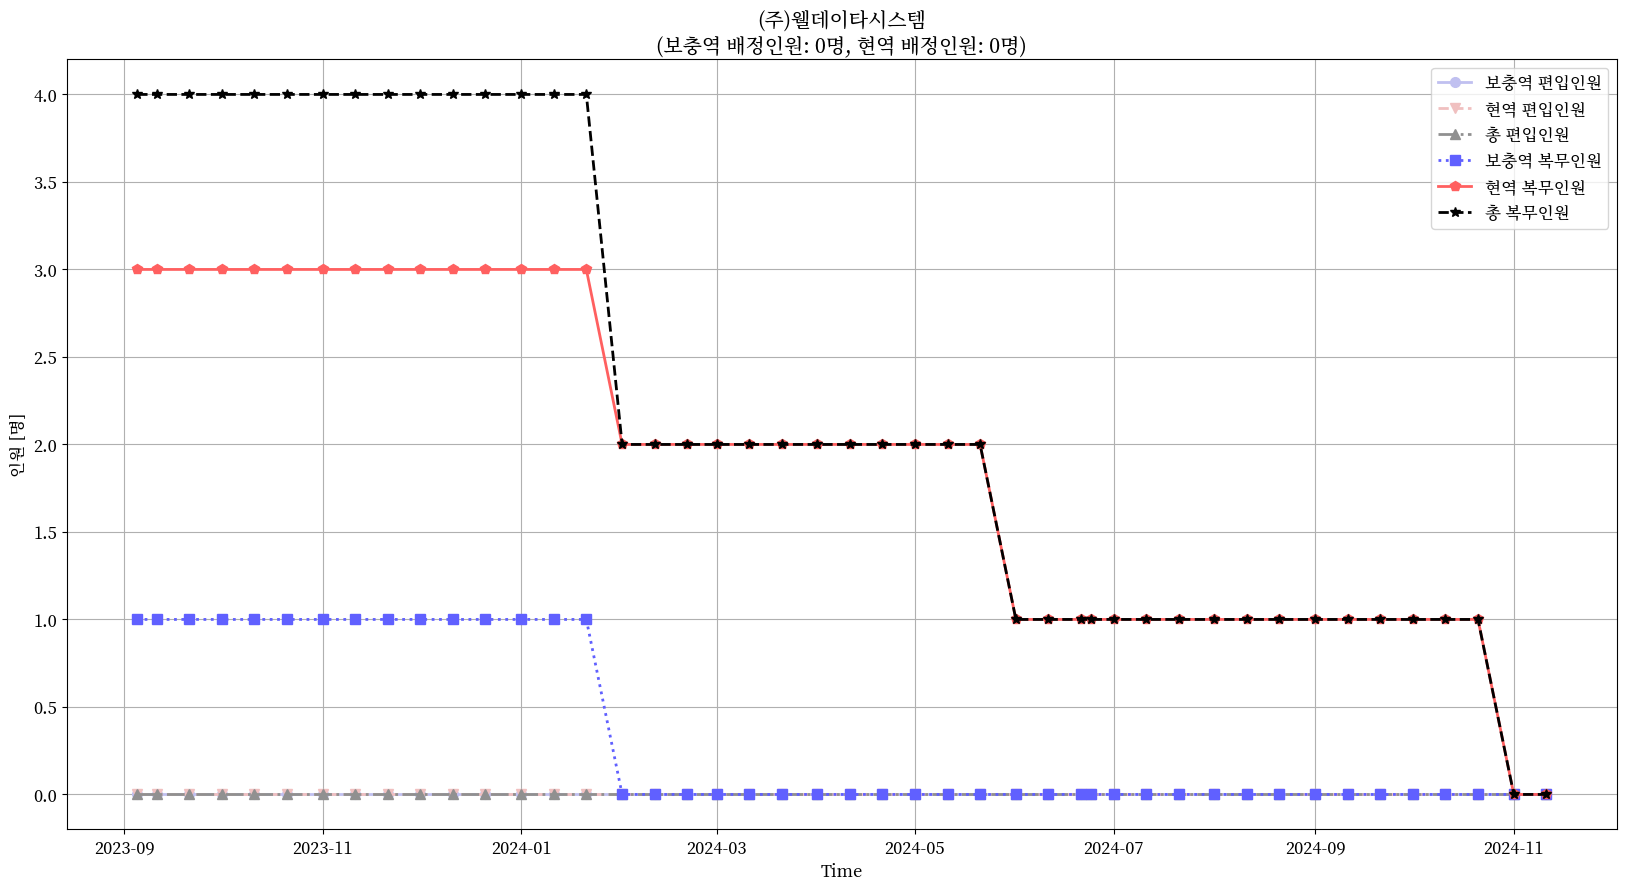 (주)웰데이타시스템
(보충역 배정인원: 0명, 현역 배정인원: 0명)
보충역 편입인원
현역 편입인원
총 편입인원
보충역 복무인원
현역 복무인원
총 복무인원
인원 [명]
4.0
3.5
3.0
2.5
2.0
1.5
1.0
0.5
0.0
2023-09
2023-11
2024-01
2024-03
2024-05
2024-07
2024-09
2024-11
Time